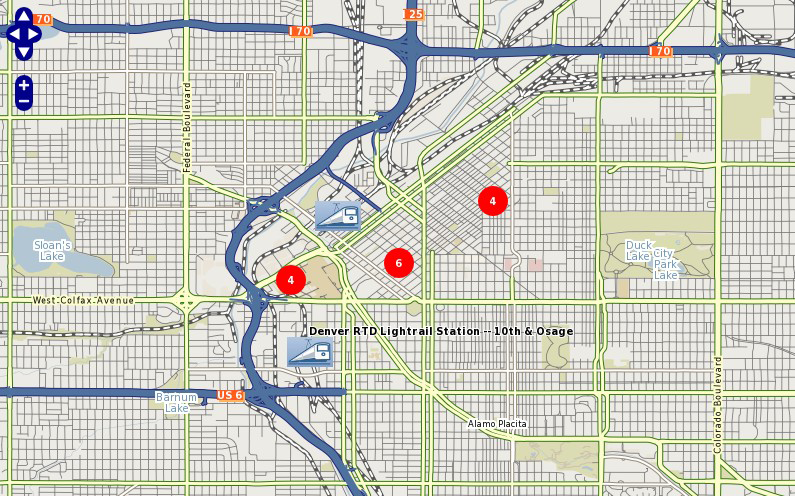 70
I 25
I 70
I 70
+
−
Federal Boulevard
4
Sloan's
Lake
Duck
Lake
City
Park
Lake
6
4
West Colfax Avenue
Denver RTD Lightrail Station -- 10th & Osage
US 6
Barnum
Lake
Colorado Boulevard
Alamo Placita